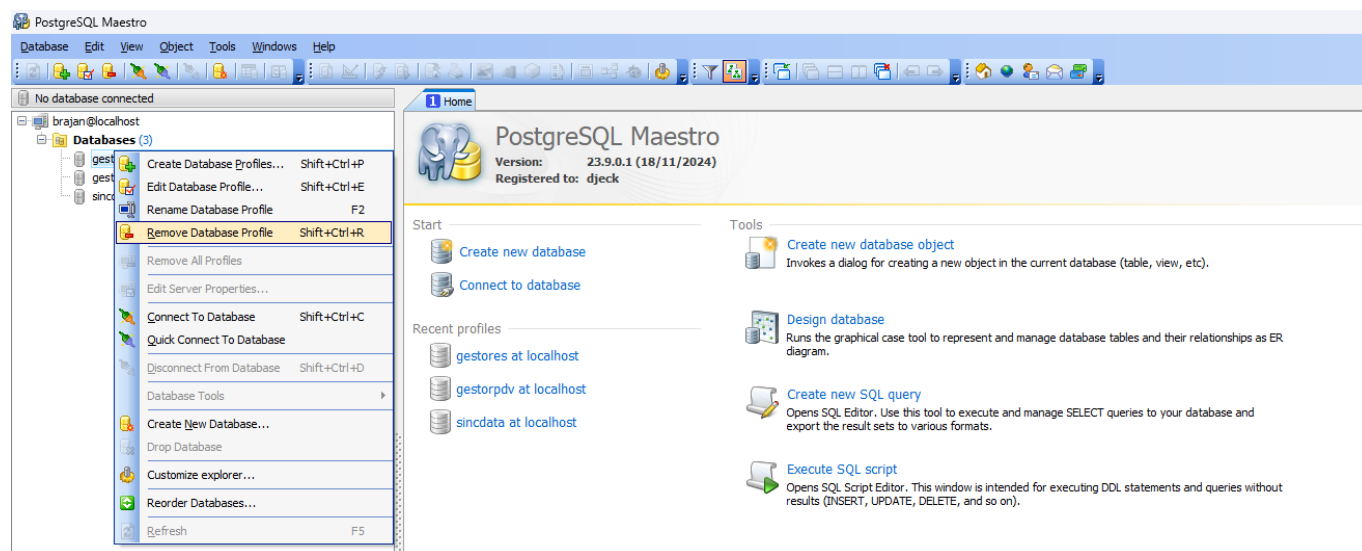 PostgreSQL Maestro
Database Edit View Object Tools Windows Help
No database connected
1 Home
brajan@localhost
Databases (3)
gest
gest
sinc
Create Database Profiles... Shift+Ctrl+P
Edit Database Profile... Shift+Ctrl+E
Rename Database Profile F2
Remove Database Profile Shift+Ctrl+R
Remove All Profiles
Edit Server Properties...
Connect To Database Shift+Ctrl+C
Quick Connect To Database
Disconnect From Database Shift+Ctrl+D
Database Tools
Create New Database...
Drop Database
Customize explorer...
Reorder Databases...
Refresh F5
PostgreSQL Maestro
Version: 23.9.0.1 (18/11/2024)
Registered to: djeck
Start
Create new database
Connect to database
Recent profiles
gestores at localhost
gestorpdv at localhost
sincdata at localhost
Tools
Create new database object
Invokes a dialog for creating a new object in the current database (table, view, etc).
Design database
Runs the graphical case tool to represent and manage database tables and their relationships as ER
diagram.
Create new SQL query
Opens SQL Editor. Use this tool to execute and manage SELECT queries to your database and
export the result sets to various formats.
Execute SQL script
Opens SQL Script Editor. This window is intended for executing DDL statements and queries without
results (INSERT, UPDATE, DELETE, and so on).